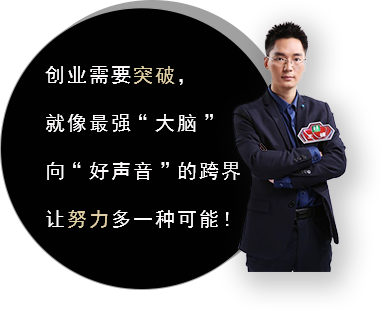 创业需要突破，
就像最强“大脑”
向“好声音”的跨界
让努力多一种可能！